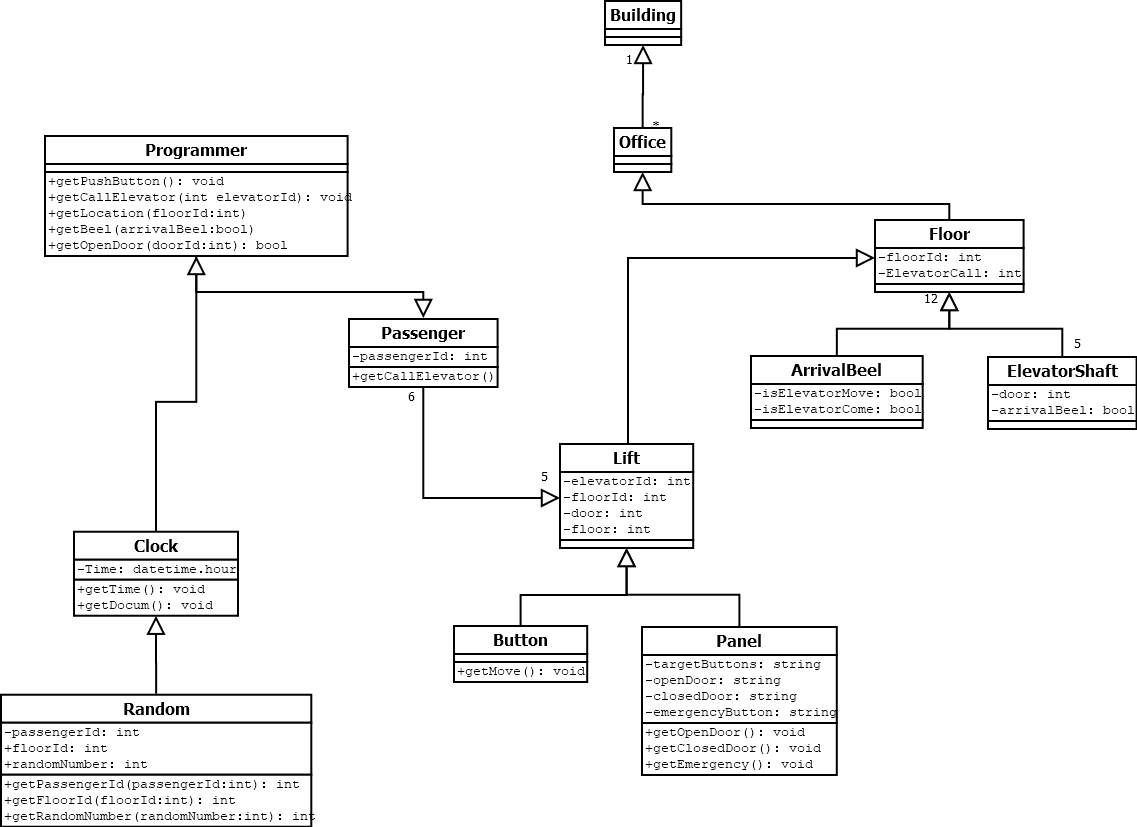 Building
1
*
Office
Programmer
+getPushButton(): void
+getCallElevator(int elevatorId): void
+getLocation(floorId:int)
+getBeel(arrivalBeel:bool)
+getOpenDoor(doorId:int): bool
Floor
-floorId: int
-ElevatorCall: int
12
5
Passenger
-passengerId: int
+getCallElevator()
6
ArrivalBeel
-isElevatorMove: bool
-isElevatorCome: bool
ElevatorShaft
-door: int
-arrivalBeel: bool
5
Lift
-elevatorId: int
-floorId: int
-door: int
-floor: int
Clock
-Time: datetime.hour
+getTime(): void
+getDocum(): void
Button
+getMove(): void
Panel
-targetButtons: string
-openDoor: string
-closedDoor: string
-emergencyButton: string
+getOpenDoor(): void
+getClosedDoor(): void
+getEmergency(): void
Random
-passengerId: int
+floorId: int
+randomNumber: int
+getPassengerId(passengerId:int): int
+getFloorId(floorId:int): int
+getRandomNumber(randomNumber:int): int